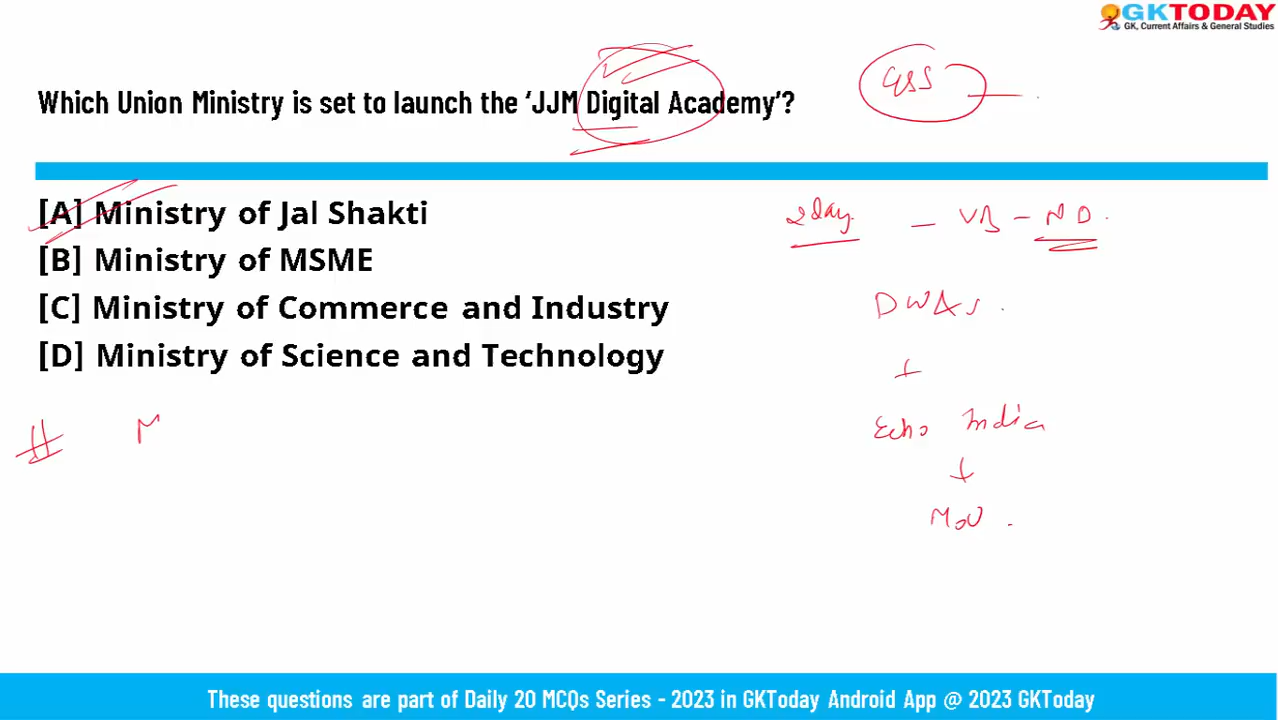 GKTODAY
GK, Current Affairs & General Studies
Which Union Ministry is set to launch the ‘JJM Digital Academy’?
[A] Ministry of Jal Shakti
[B] Ministry of MSME
[C] Ministry of Commerce and Industry
[D] Ministry of Science and Technology
2 day. – VB – ND.
DWAS.
Echo India
MoU.
# M
These questions are part of Daily 20 MCQs Series - 2023 in GKToday Android App @ 2023 GKToday